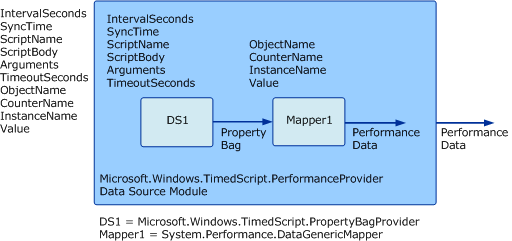 IntervalSeconds
SyncTime
ScriptName
ScriptBody
Arguments
TimeoutSeconds
ObjectName
CounterName
InstanceName
Value
IntervalSeconds
SyncTime
ScriptName
ScriptBody
Arguments
TimeoutSeconds
ObjectName
CounterName
InstanceName
Value
DS1
Property
Bag
Mapper1
Performance
Data
Performance
Data
Microsoft.Windows.TimedScript.PerformanceProvider
Data Source Module
DS1 = Microsoft.Windows.TimedScript.PropertyBagProvider
Mapper1 = System.Performance.DataGenericMapper